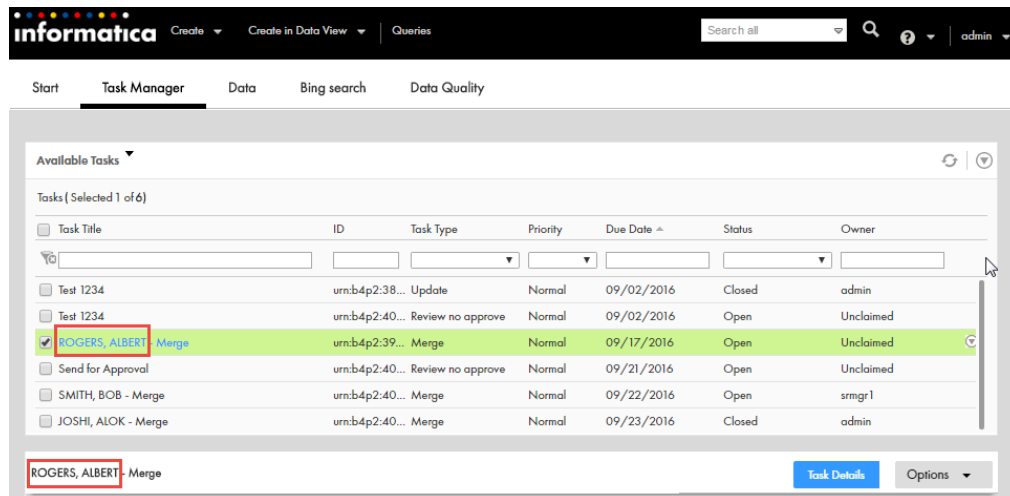 informatica Create Create in Data View Queries Search all admin
Start Task Manager Data Bing search Data Quality
Available Tasks
Tasks ( Selected 1 of 6)
Task Title ID Task Type Priority Due Date Status Owner
Test 1234 urn:b4p2:38... Update Normal 09/02/2016 Closed admin
Test 1234 urn:b4p2:40... Review no approve Normal 09/02/2016 Open Unclaimed
ROGERS, ALBERT - Merge urn:b4p2:39... Merge Normal 09/17/2016 Open Unclaimed
Send for Approval urn:b4p2:40... Review no approve Normal 09/21/2016 Open Unclaimed
SMITH, BOB - Merge urn:b4p2:40... Merge Normal 09/22/2016 Open srmgr1
JOSHI, ALOK - Merge urn:b4p2:40... Merge Normal 09/23/2016 Closed admin
ROGERS, ALBERT - Merge Task Details Options